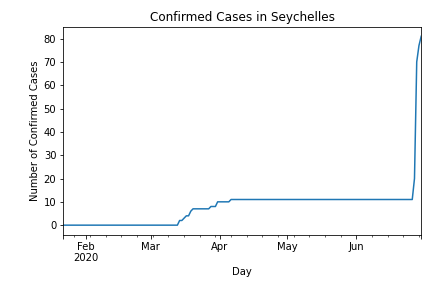 Confirmed Cases in Seychelles
Number of Confirmed Cases
80
70
60
50
40
30
20
10
0
Feb Mar Apr May Jun
2020
Day